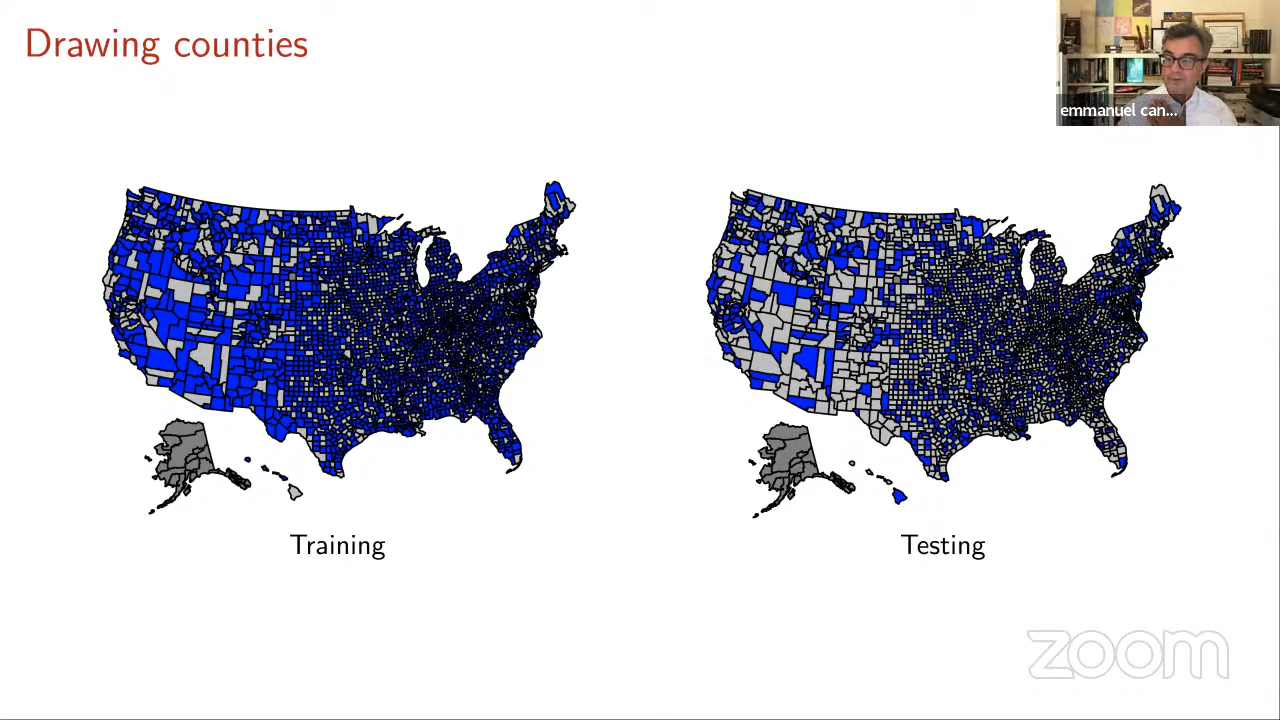 Drawing counties
emmanuel can...
Training
Testing
zoom